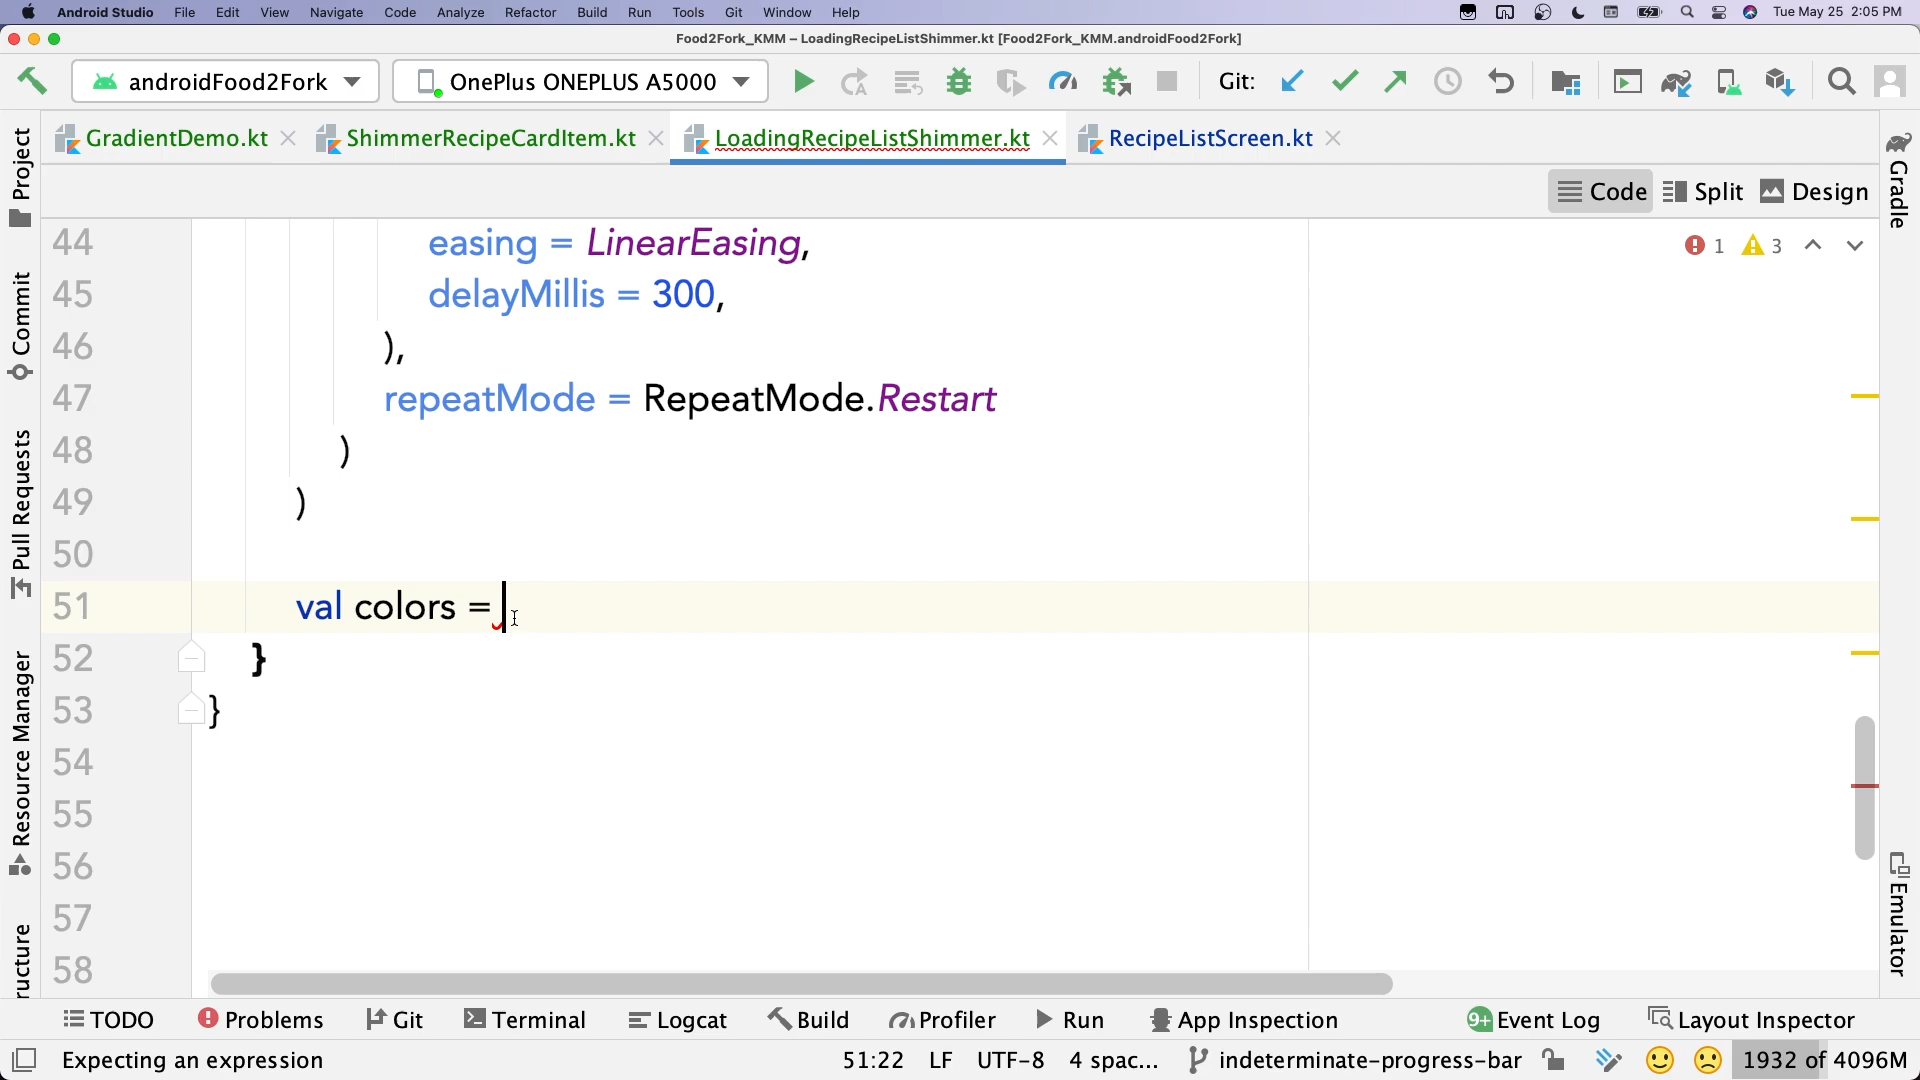 Android Studio File Edit View Navigate Code Analyze Refactor Build Run Tools Git Window Help Tue May 25 2:05 PM
Food2Fork_KMM – LoadingRecipeListShimmer.kt [Food2Fork_KMM.androidFood2Fork]
androidFood2Fork OnePlus ONEPLUS A5000 Git:
GradientDemo.kt ShimmerRecipeCardItem.kt LoadingRecipeListShimmer.kt RecipeListScreen.kt
Code Split Design
Project
Commit
Pull Requests
Resource Manager
ructure
1 3
44 easing = LinearEasing,
45 delayMillis = 300,
46 ),
47 repeatMode = RepeatMode.Restart
48 )
49 )
50
51 val colors =
52 }
53 }
54
55
56
57
58
Gradle
Emulator
TODO Problems Git Terminal Logcat Build Profiler Run App Inspection 9+ Event Log Layout Inspector
Expecting an expression 51:22 LF UTF-8 4 spac... indeterminate-progress-bar 1932 of 4096M